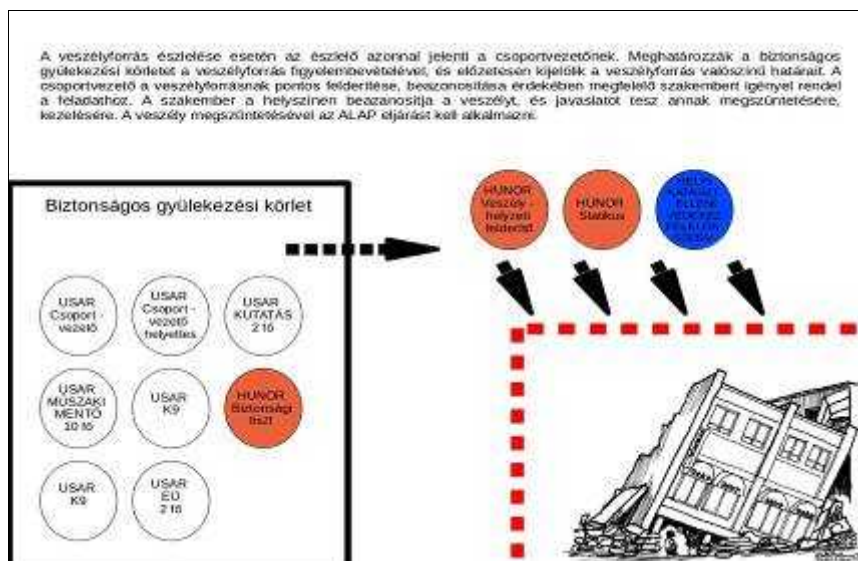 A veszélyforrás észlelése esetén az észlelő azonnal jelenti a csoportvezetőnek. Meghatározzák a biztonságos
gyülekezési körletet a veszélyforrás figyelembevételével, és előzetesen kijelölik a veszélyforrás valószínű határait. A
csoportvezető a veszélyforrásnak pontos felderítése, beazonosítása érdekében megfelelő szakembert igényel rendel
a feladathoz. A szakember a helyszínen beazanosítja a veszélyt, és javaslatot tesz annak megszüntetésére,
kezelésére. A veszély megszüntetésével az ALAP eljárást kell alkalmazni.
Biztonságos gyülekezési körlet
HUNOR
Veszély -
helyzeti
felderítő
HUNOR
Statikus
HELYI
USAR
Csoport -
vezető
USAR
Csoport -
vezető
helyettes
USAR
KUTATÁS
2 fő
USAR
MŰSZAKI
MENTŐ
10 fő
USAR
K9
HUNOR
Biztonsági
tiszt
USAR
K9
USAR
EÜ
2 fő